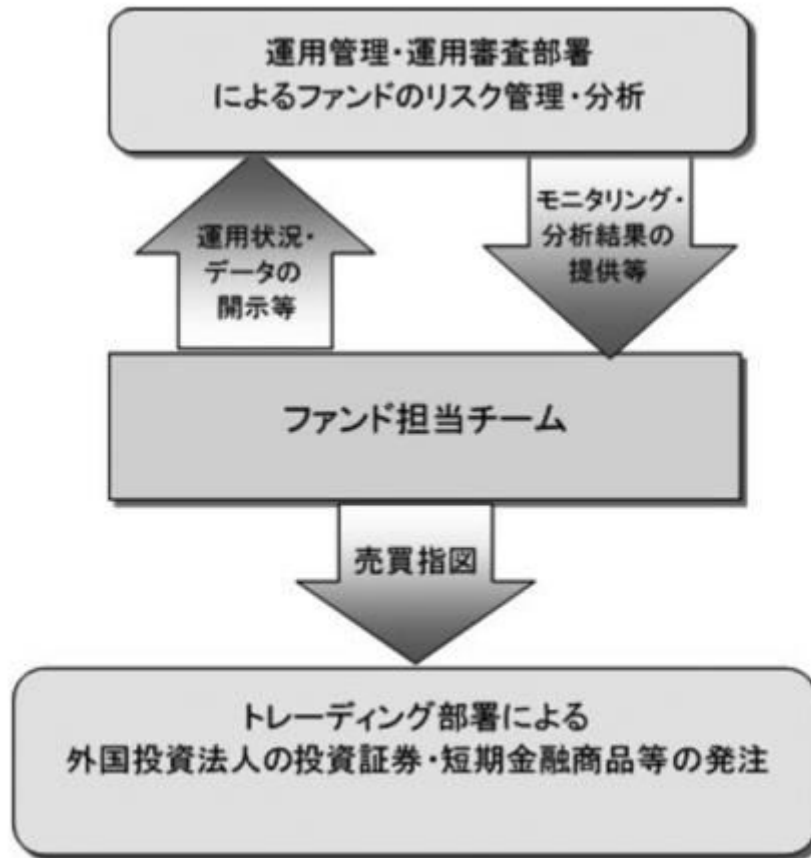 運用管理・運用審査部署
によるファンドのリスク管理・分析
運用状況・
データの
開示等
モニタリング・
分析結果の
提供等
ファンド担当チーム
売買指図
トレーディング部署による
外国投資法人の投資証券・短期金融商品等の発注